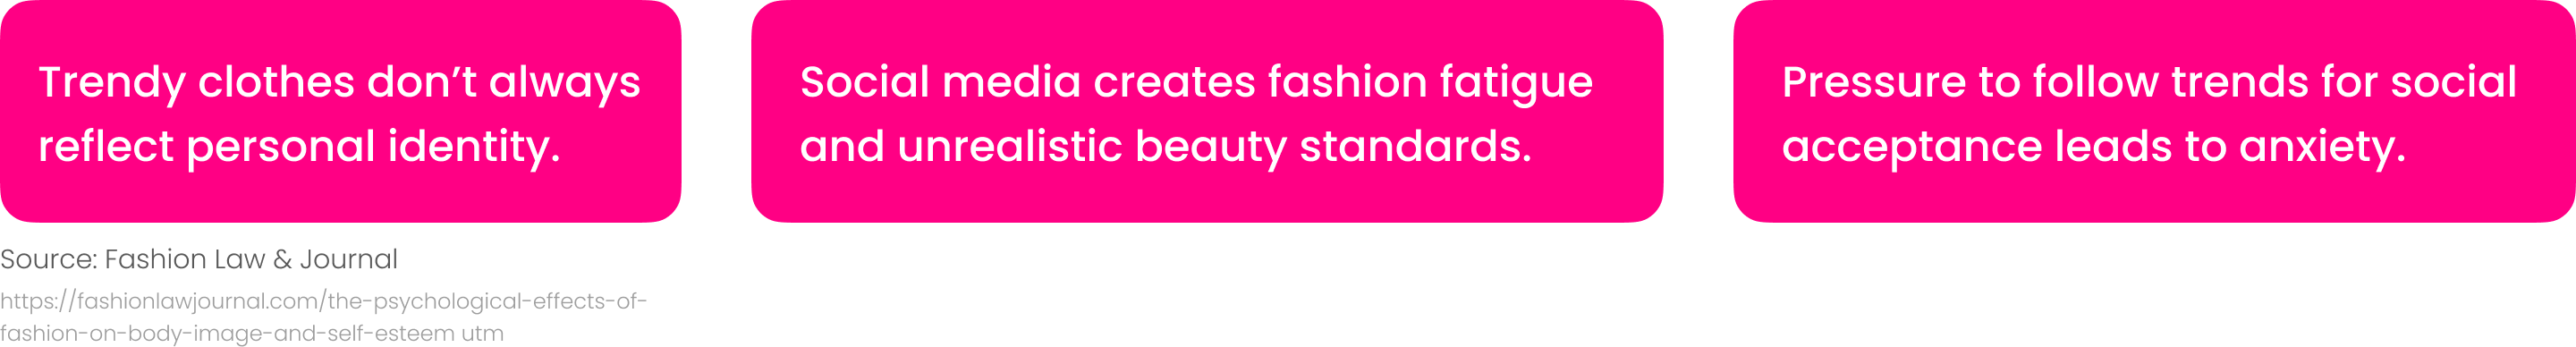 Trendy clothes don’t always
reflect personal identity.
Social media creates fashion fatigue
and unrealistic beauty standards.
Pressure to follow trends for social
acceptance leads to anxiety.
Source: Fashion Law & Journal
https://fashionlawjournal.com/the-psychological-effects-of-
fashion-on-body-image-and-self-esteem utm